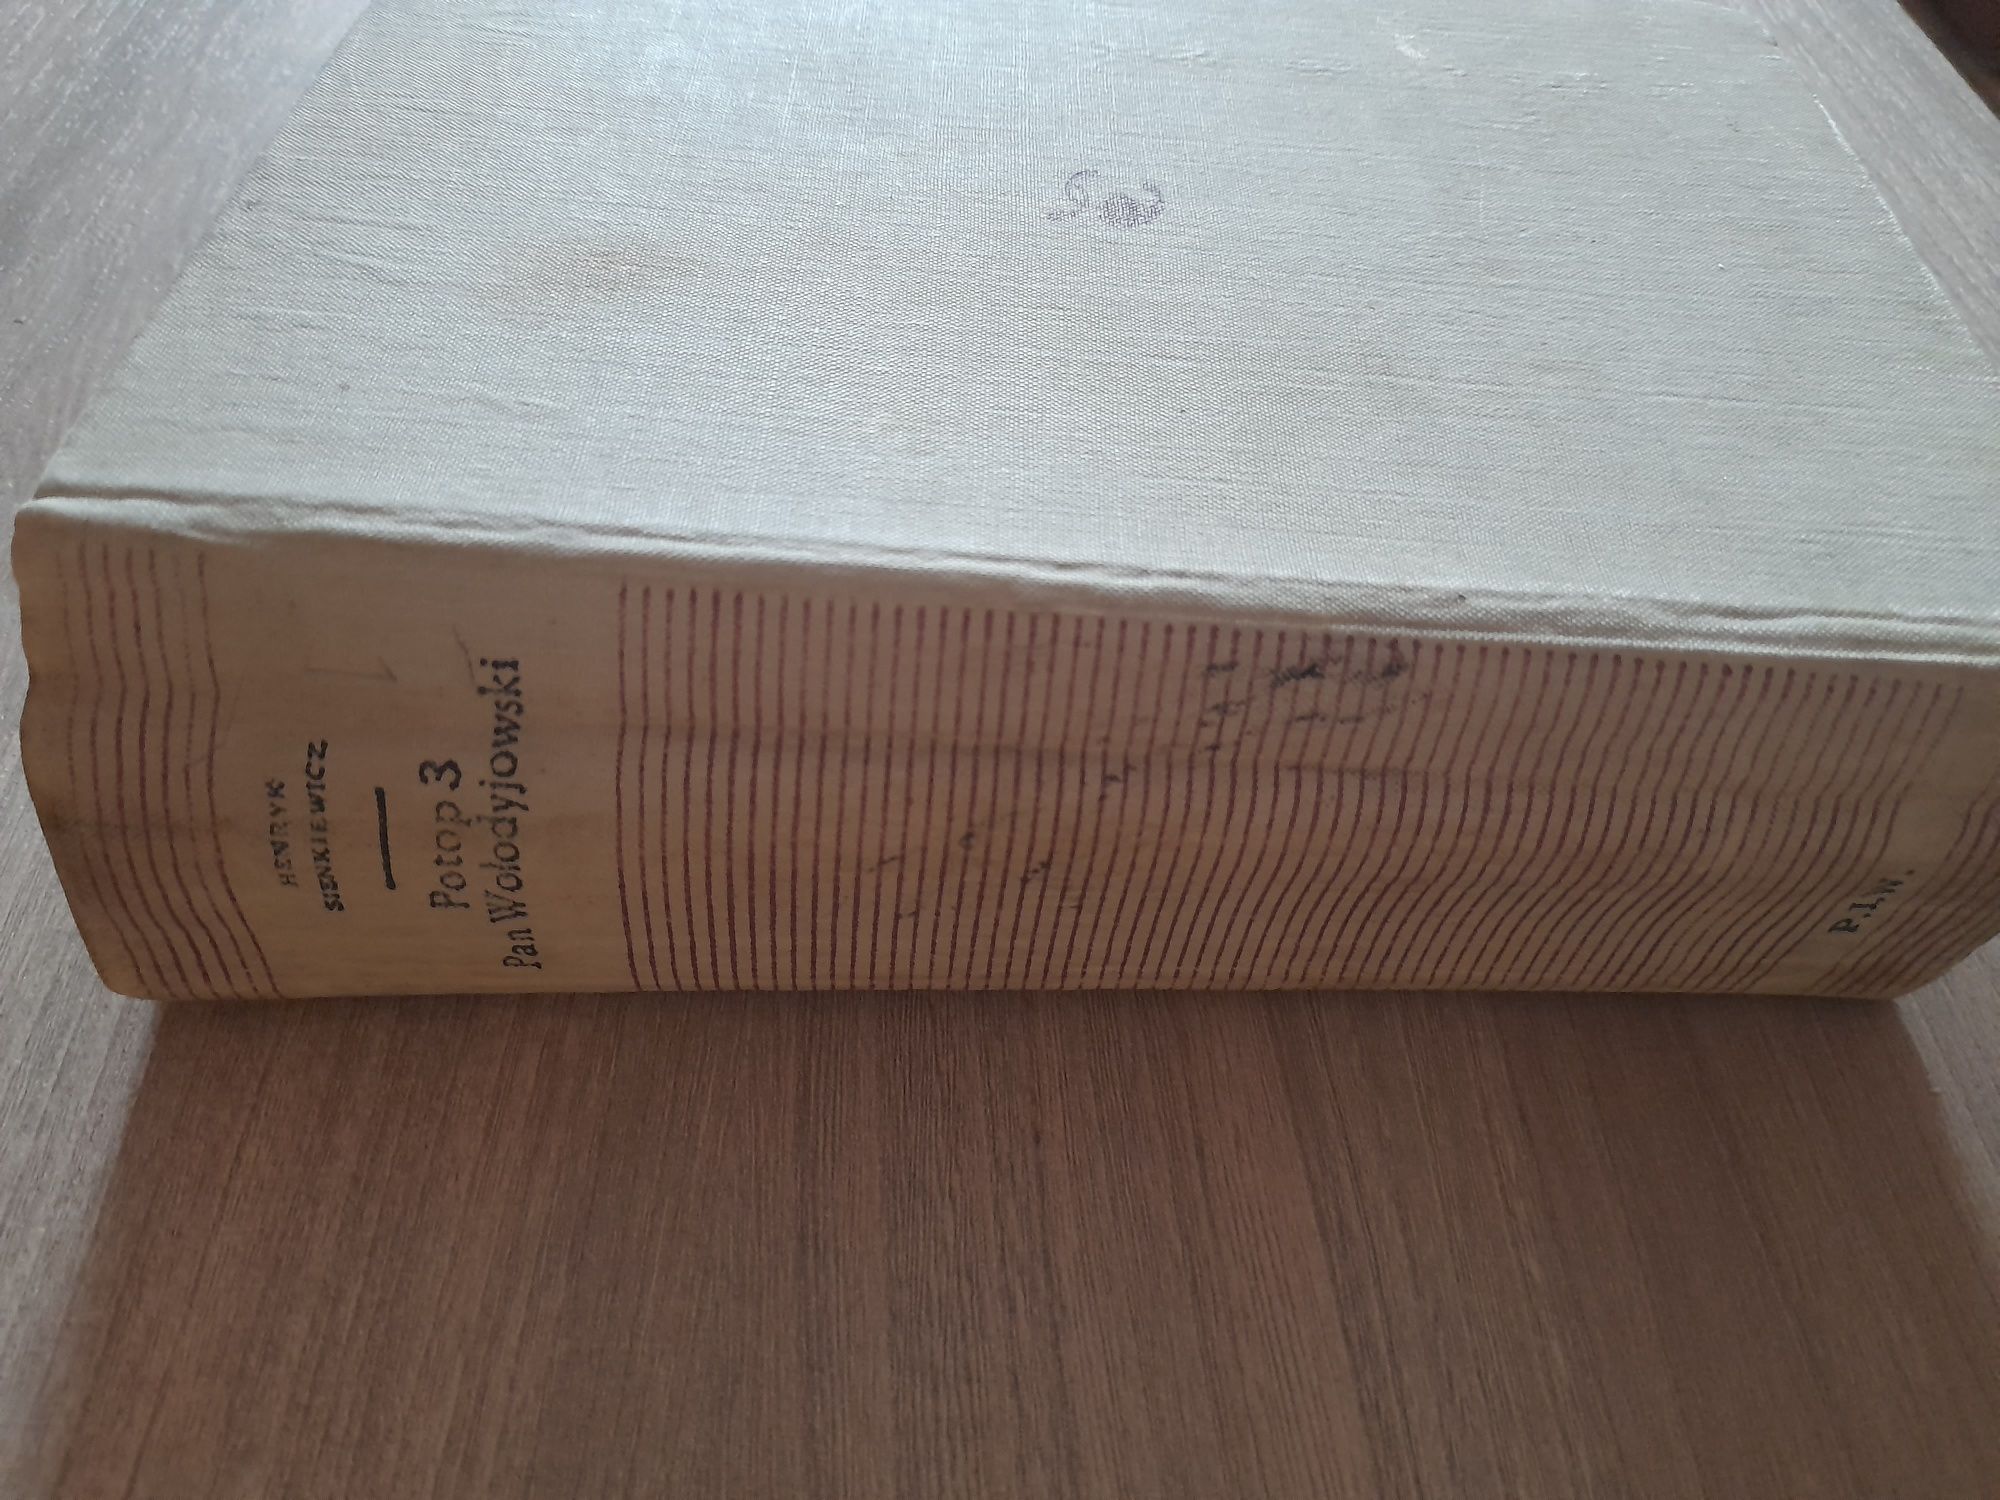 HENRYK
SIENKIEWICZ
Potop 3
Pan Wołodyjowski
P.I.W.